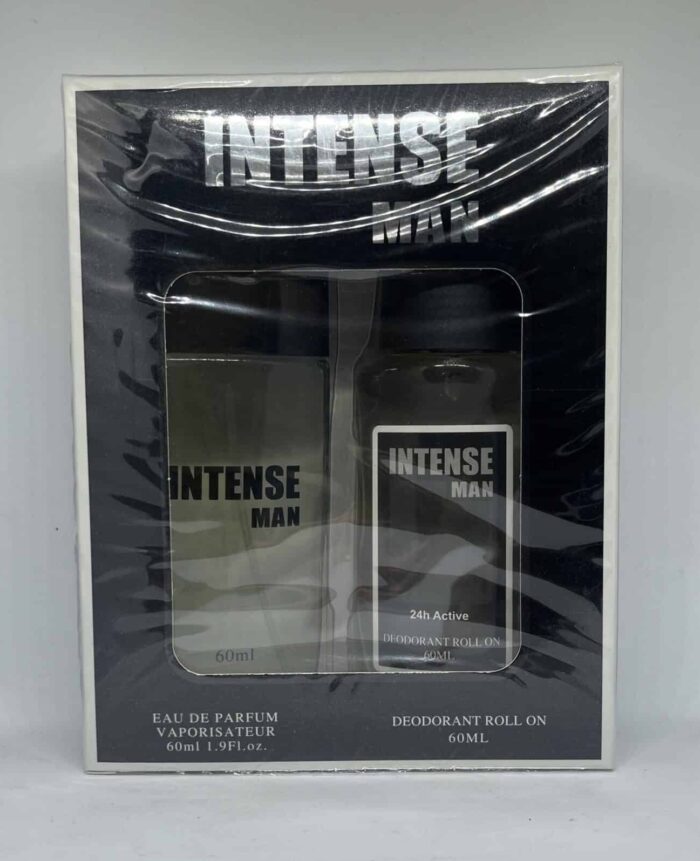 INTENSE
MAN
INTENSE
MAN
60ml
INTENSE
MAN
24h Active
DEODORANT ROLL ON
60ML
EAU DE PARFUM
VAPORISATEUR
60ml 1.9Fl.oz.
DEODORANT ROLL ON
60ML